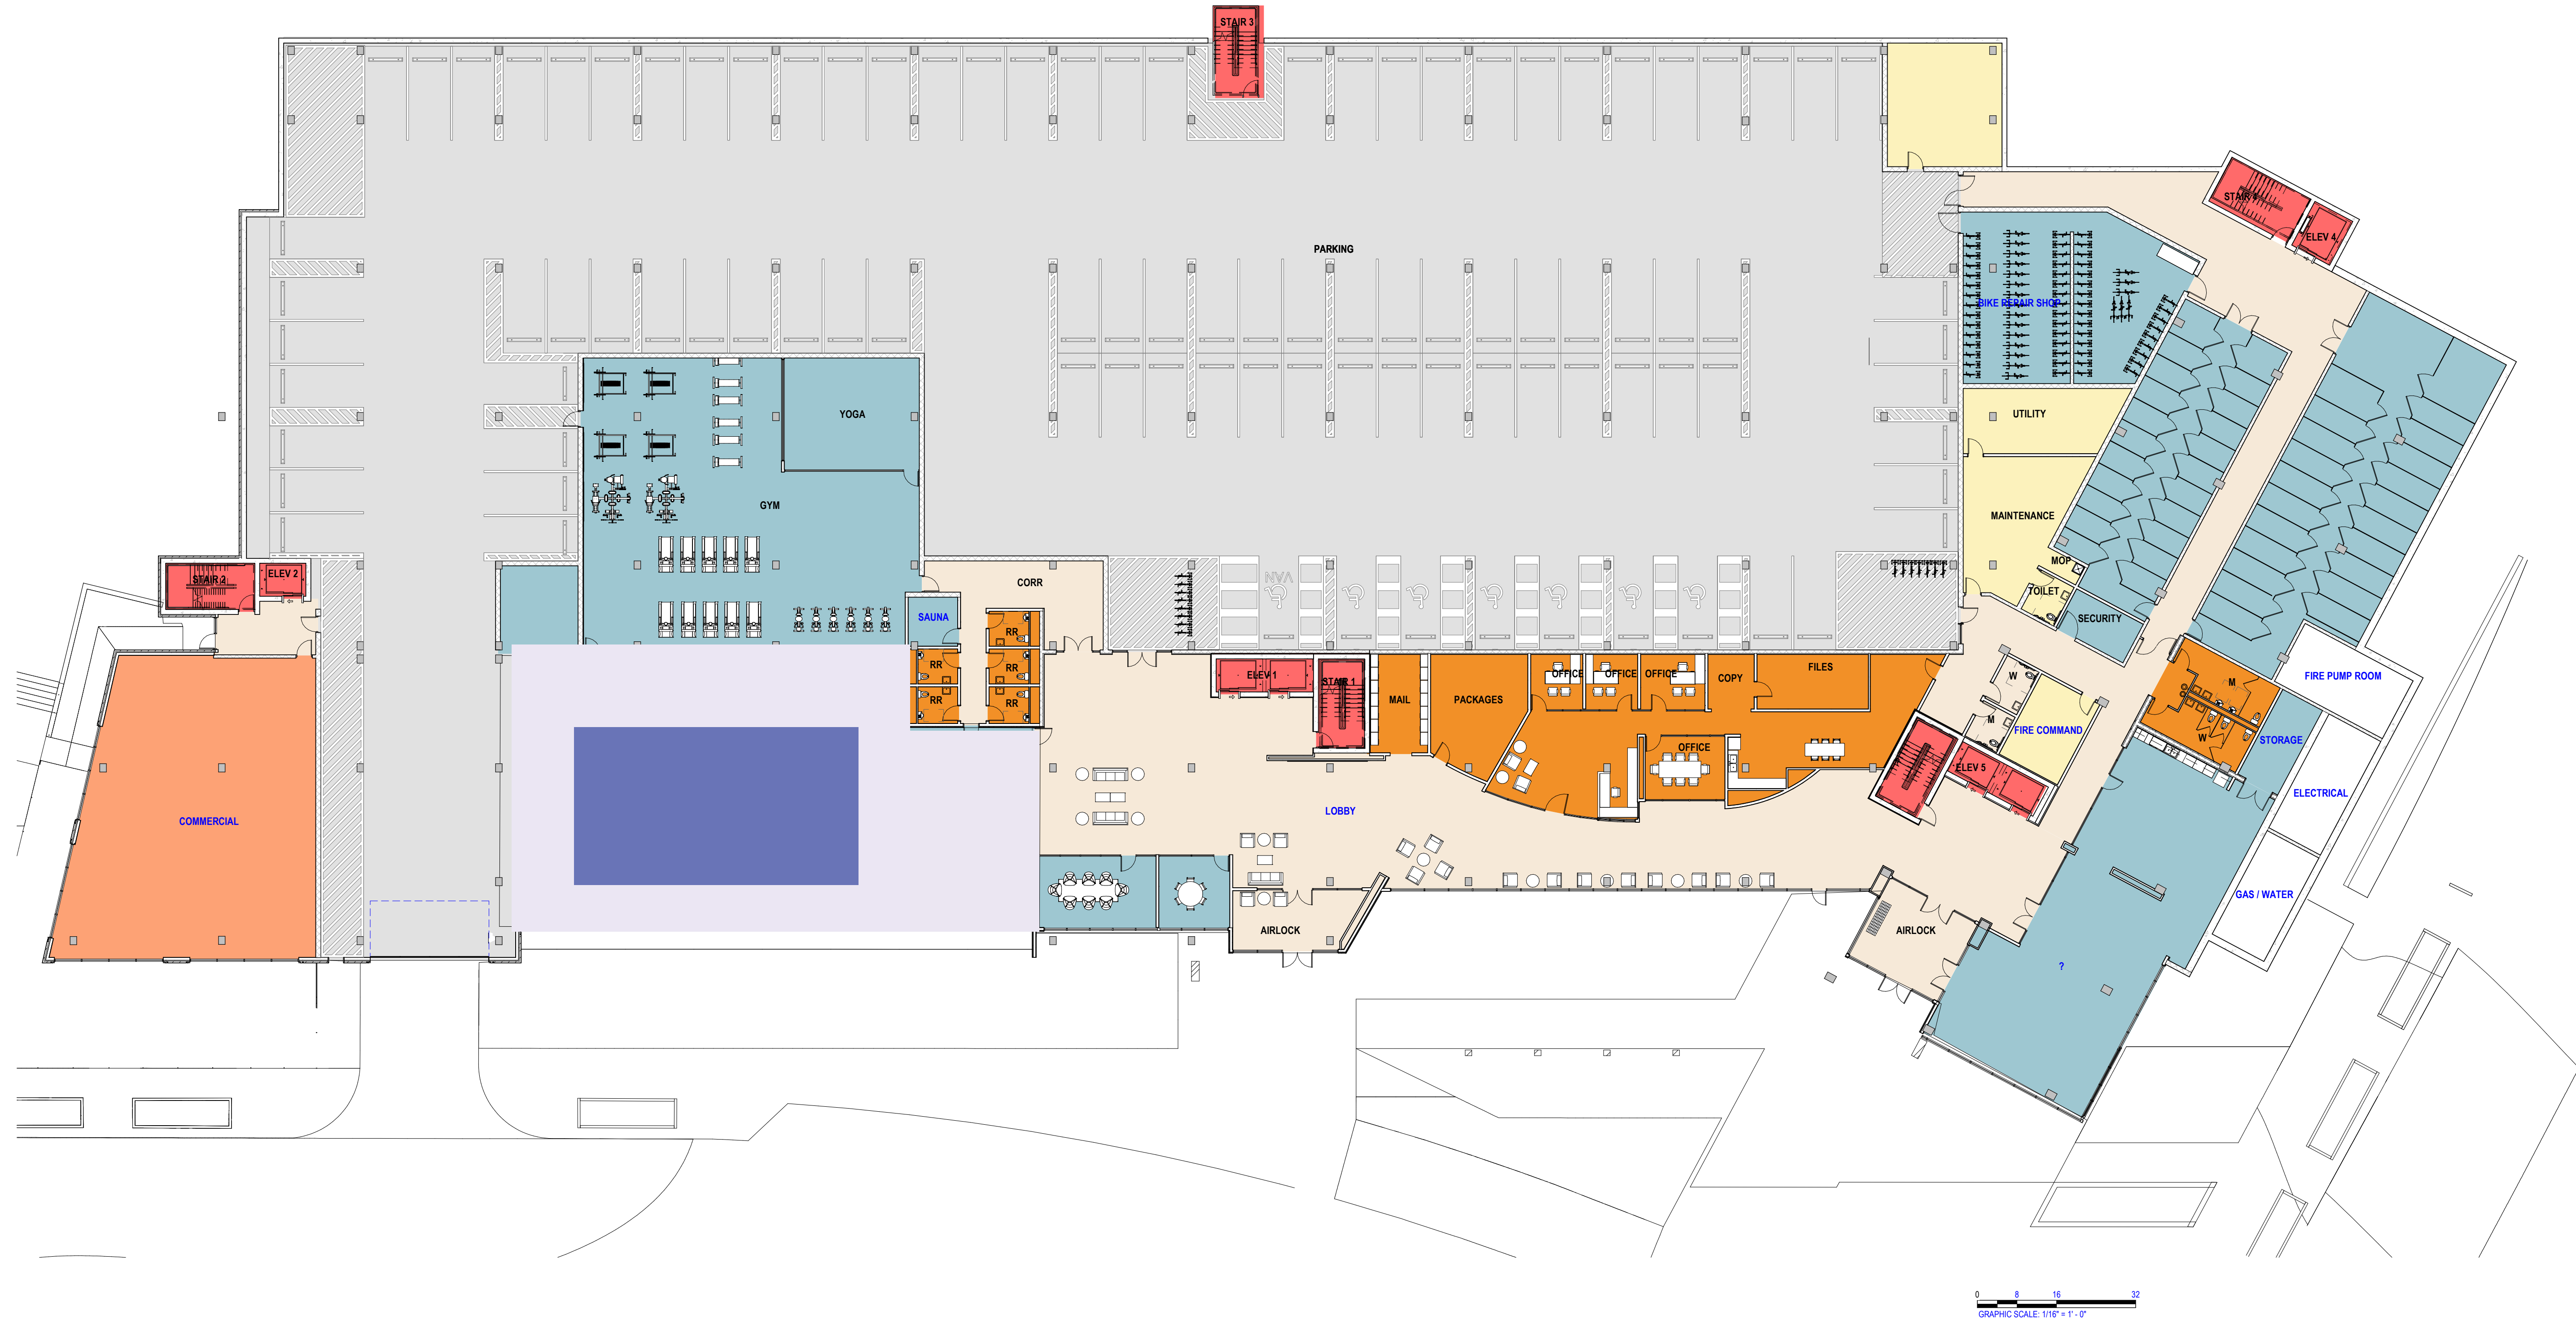 STAIR 3
STAIR 4
ELEV 4
PARKING
BIKE REPAIR SHOP
YOGA
UTILITY
GYM
MAINTENANCE
MOP
STAIR 2
ELEV 2
CORR
VAN
TOILET
SAUNA
SECURITY
RR
RR
RR
RR
RR
ELEV 1
STAIR 1
MAIL
PACKAGES
OFFICE
OFFICE
OFFICE
COPY
FILES
W
M
FIRE PUMP ROOM
M
FIRE COMMAND
W
STORAGE
OFFICE
ELEV 5
ELECTRICAL
COMMERCIAL
LOBBY
GAS / WATER
AIRLOCK
AIRLOCK
?
0 8 16 32
GRAPHIC SCALE: 1/16" = 1' - 0"